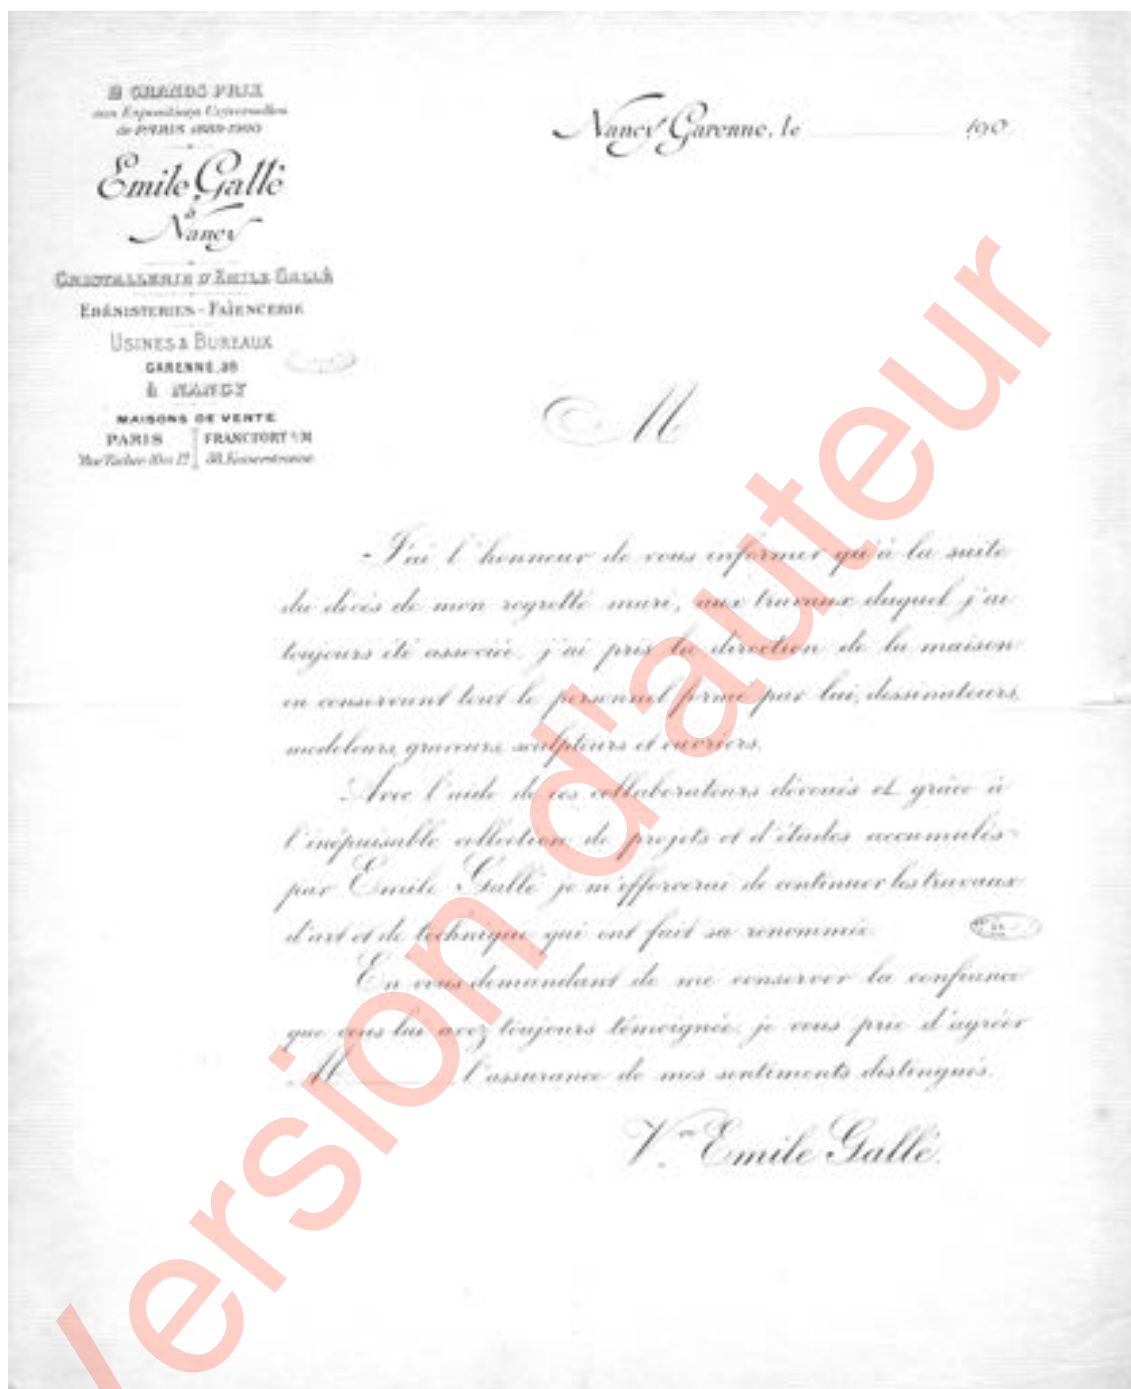 2 GRANDS PRIX
aux Expositions Universelles
de PARIS 1889-1900
Emile Gallé
à
Nancy
CRISTALLERIE D'EMILE GALLÉ
EBÉNISTERIES - FAÏENCERIE
USINES & BUREAUX
GARENNE, 39
à NANCY
MAISONS DE VENTE
PARIS
FRANCFORT s/M
Nancy Garenne, le 190
M
J'ai l'honneur de vous informer qu'à la suite
du décès de mon regretté mari, aux travaux duquel j'ai
toujours été associée, j'ai pris la direction de la maison
en conservant tout le personnel formé par lui, dessinateurs,
modeleurs, graveurs, sculpteurs et ouvriers.
Avec l'aide de ces collaborateurs dévoués et grâce à
l'inépuisable collection de projets et d'études accumulés
par Emile Gallé je m'efforcerai de continuer les travaux
d'art et de technique qui ont fait sa renommée.
En vous demandant de me conserver la confiance
que vous lui avez toujours témoignée, je vous prie d'agréer
M l'assurance de mes sentiments distingués.
Vve Emile Gallé.
Version d'auteur